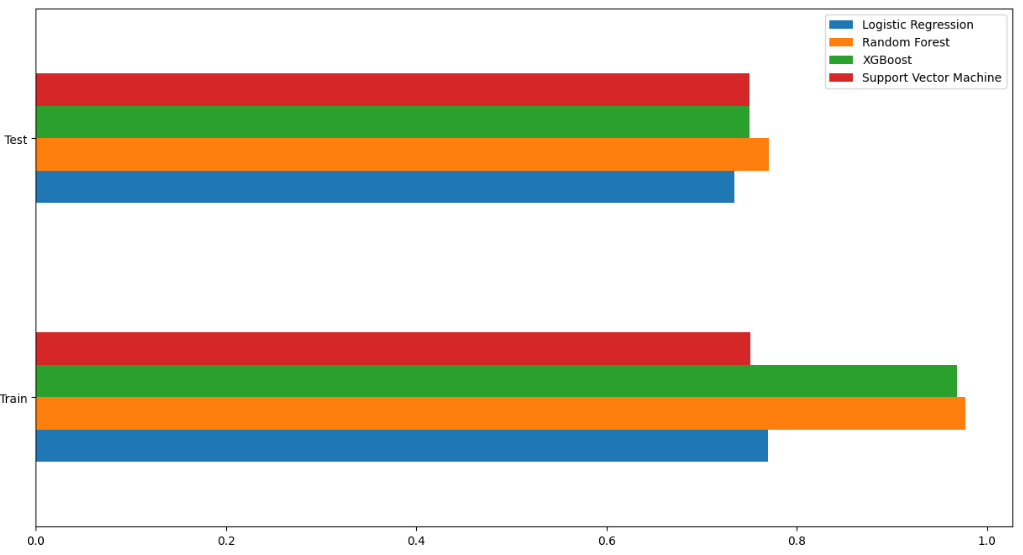 Logistic Regression
Random Forest
XGBoost
Support Vector Machine
Test
Train
0.0
0.2
0.4
0.6
0.8
1.0